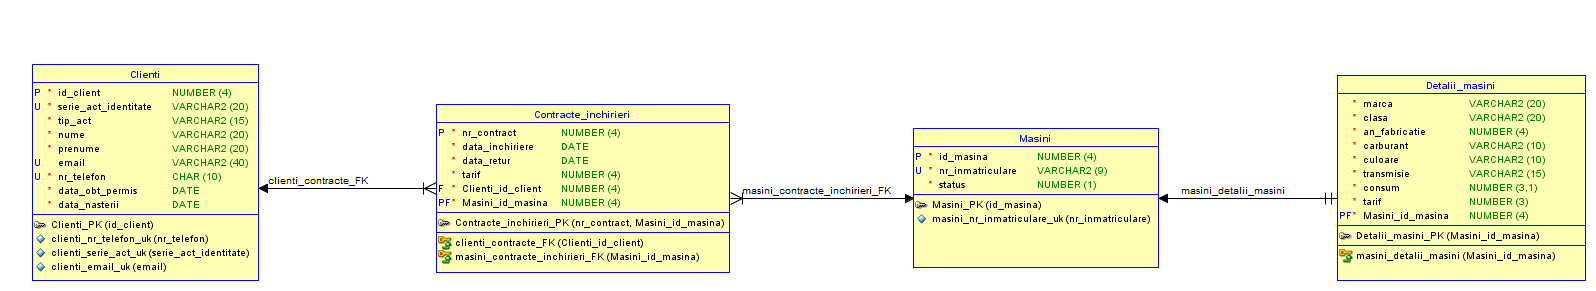 Clienti
P * id_client NUMBER (4)
U * serie_act_identitate VARCHAR2 (20)
* tip_act VARCHAR2 (15)
* nume VARCHAR2 (20)
* prenume VARCHAR2 (20)
U email VARCHAR2 (40)
U * nr_telefon CHAR (10)
* data_obt_permis DATE
* data_nasterii DATE
Clienti_PK (id_client)
clienti_nr_telefon_uk (nr_telefon)
clienti_serie_act_uk (serie_act_identitate)
clienti_email_uk (email)
clienti_contracte_FK
Contracte_inchirieri
P * nr_contract NUMBER (4)
* data_inchiriere DATE
* data_retur DATE
* tarif NUMBER (4)
F * Clienti_id_client NUMBER (4)
PF* Masini_id_masina NUMBER (4)
Contracte_inchirieri_PK (nr_contract, Masini_id_masina)
clienti_contracte_FK (Clienti_id_client)
masini_contracte_inchirieri_FK (Masini_id_masina)
masini_contracte_inchirieri_FK
Masini
P * id_masina NUMBER (4)
U * nr_inmatriculare VARCHAR2 (9)
* status NUMBER (1)
Masini_PK (id_masina)
masini_nr_inmatriculare_uk (nr_inmatriculare)
masini_detalii_masini
Detalii_masini
* marca VARCHAR2 (20)
* clasa VARCHAR2 (20)
* an_fabricatie NUMBER (4)
* carburant VARCHAR2 (10)
* culoare VARCHAR2 (10)
* transmisie VARCHAR2 (15)
* consum NUMBER (3,1)
* tarif NUMBER (3)
PF* Masini_id_masina NUMBER (4)
Detalii_masini_PK (Masini_id_masina)
masini_detalii_masini (Masini_id_masina)